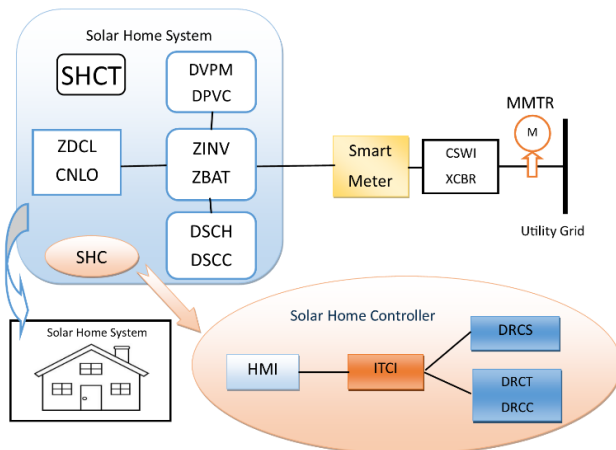 Solar Home System
SHCT
DVPM
DPVC
ZDCL
CNLO
ZINV
ZBAT
DSCH
DSCC
SHC
Smart
Meter
CSWI
XCBR
MMTR
M
Utility Grid
Solar Home System
Solar Home Controller
HMI
ITCI
DRCS
DRCT
DRCC